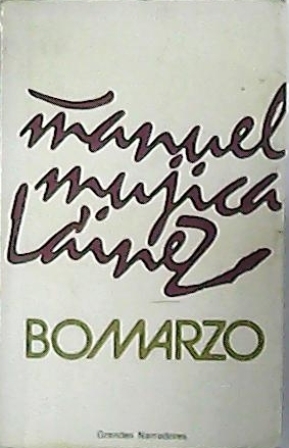 manuel
mujica
láinez
BOMARZO
Grandes Narradores